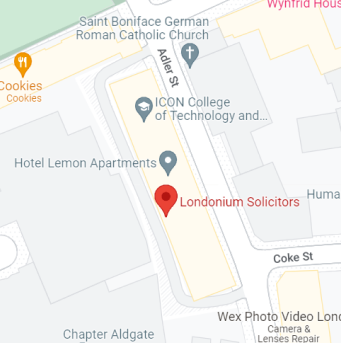 Wynfrid Hous
Saint Boniface German
Roman Catholic Church
Adler St
Cookies
Cookies
ICON College
of Technology and...
Hotel Lemon Apartments
Londonium Solicitors
Huma
Coke St
Wex Photo Video Lond
Camera &
Lenses Repair
Chapter Aldgate